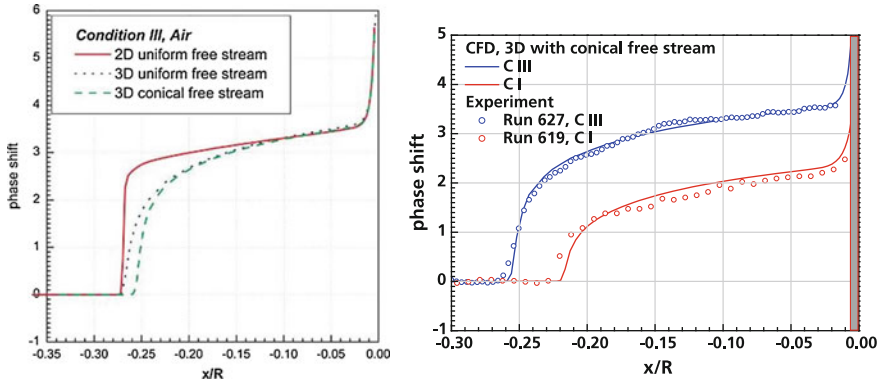 6
5
4
3
2
1
0
-1
phase shift
Condition III, Air
2D uniform free stream
3D uniform free stream
3D conical free stream
-0.35
-0.30
-0.25
-0.20
-0.15
-0.10
-0.05
0.00
x/R
5
4
3
2
1
0
-1
phase shift
CFD, 3D with conical free stream
C III
C I
Experiment
Run 627, C III
Run 619, C I
-0.30
-0.25
-0.20
-0.15
-0.10
-0.05
0.00
x/R